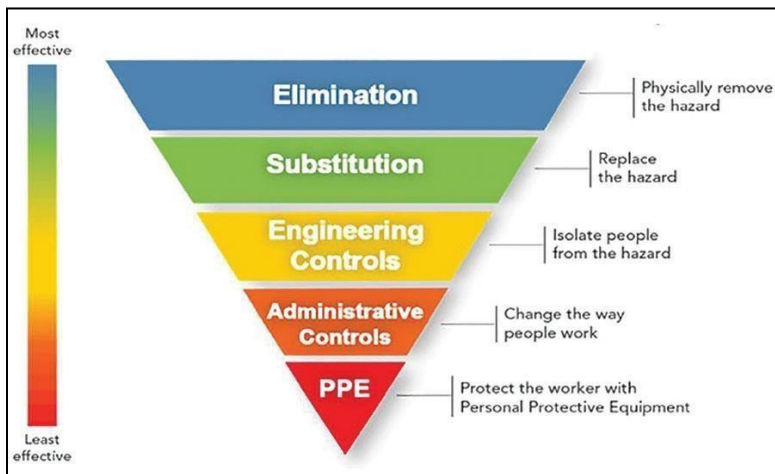 Most
effective
Elimination
Physically remove
the hazard
Substitution
Replace
the hazard
Engineering
Controls
Isolate people
from the hazard
Administrative
Controls
Change the way
people work
PPE
Protect the worker with
Personal Protective Equipment
Least
effective